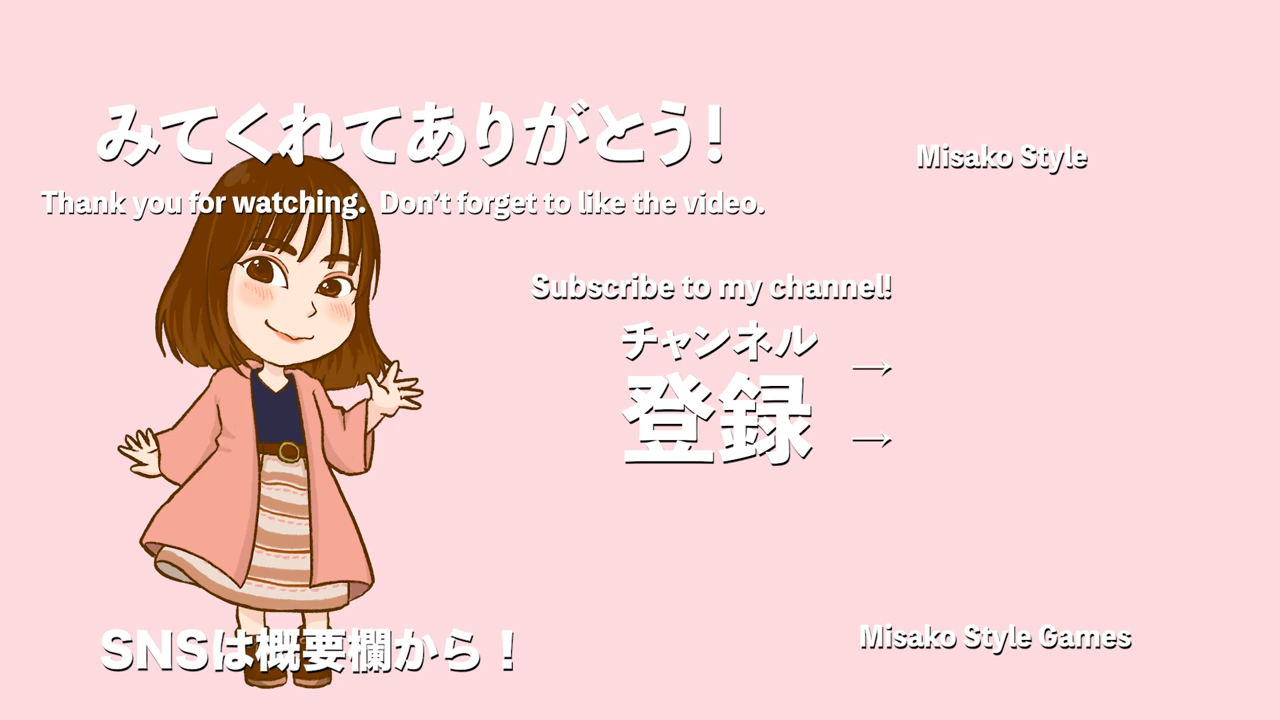 みてくれてありがとう!
Thank you for watching. Don't forget to like the video.
Misako Style
Subscribe to my channel!
チャンネル
登録
→
→
SNSは概要欄から！
Misako Style Games